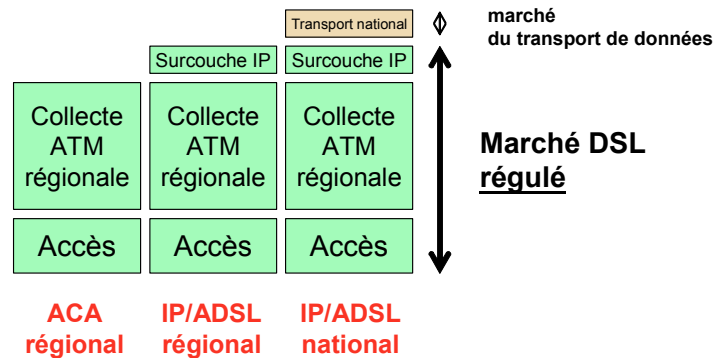 Transport national
marché
du transport de données
Surcouche IP
Surcouche IP
Collecte
ATM
régionale
Collecte
ATM
régionale
Collecte
ATM
régionale
Marché DSL
régulé
Accès
Accès
Accès
ACA
régional
IP/ADSL
régional
IP/ADSL
national